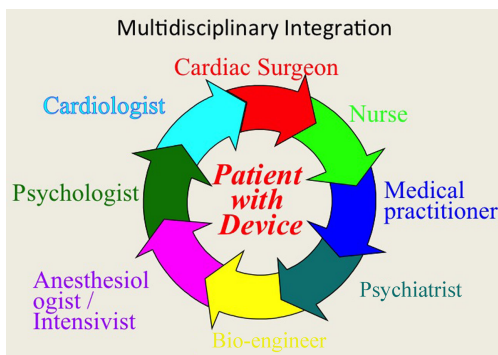 Multidisciplinary Integration
Cardiac Surgeon
Cardiologist
Nurse
Patient
with
Device
Psychologist
Medical
practitioner
Anesthesiol
ogist /
Intensivist
Psychiatrist
Bio-engineer